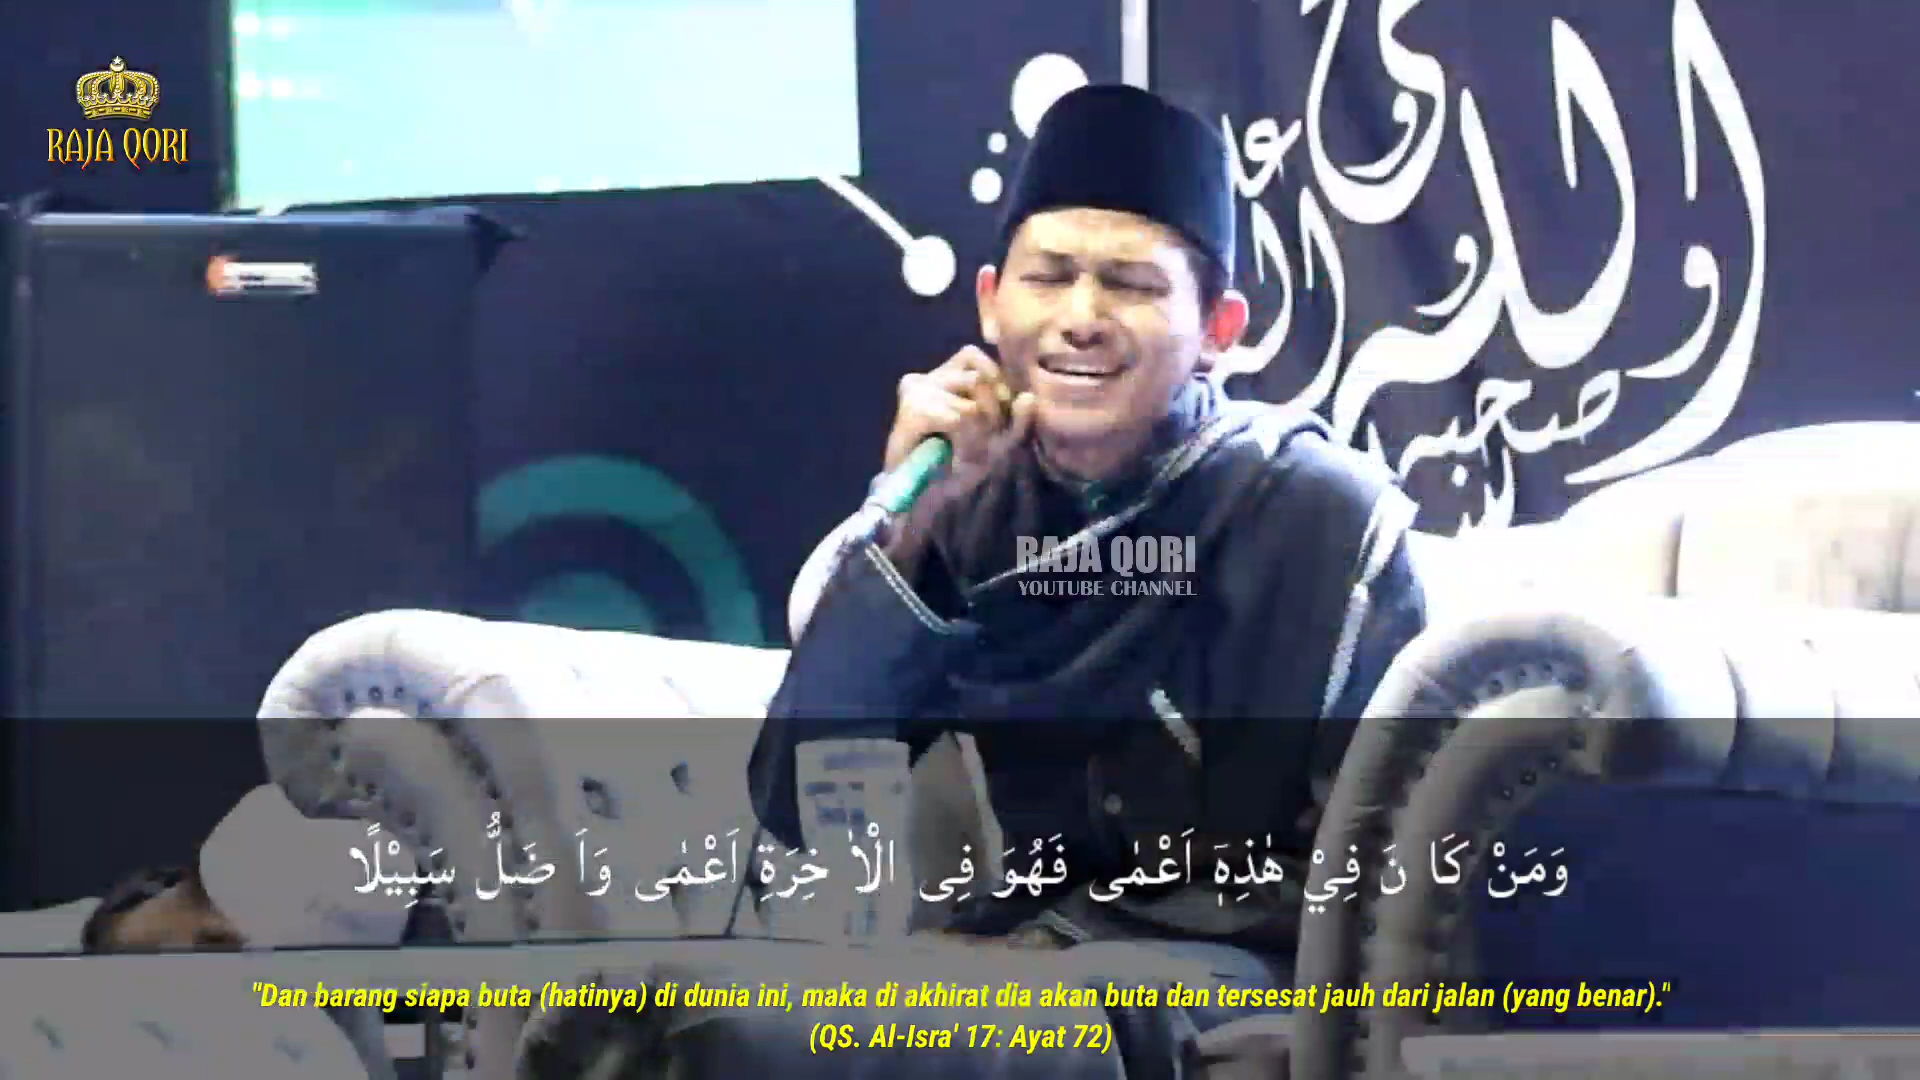 RAJA QORI
RAJA QORI
YOUTUBE CHANNEL
وَمَنْ كَا نَ فِيْ هٰذِهٖۤ اَعْمٰى فَهُوَ فِى الْاٰ خِرَةِ اَعْمٰى وَاَ ضَلُّ سَبِيْلًا
"Dan barang siapa buta (hatinya) di dunia ini, maka di akhirat dia akan buta dan tersesat jauh dari jalan (yang benar)."
(QS. Al-Isra' 17: Ayat 72)